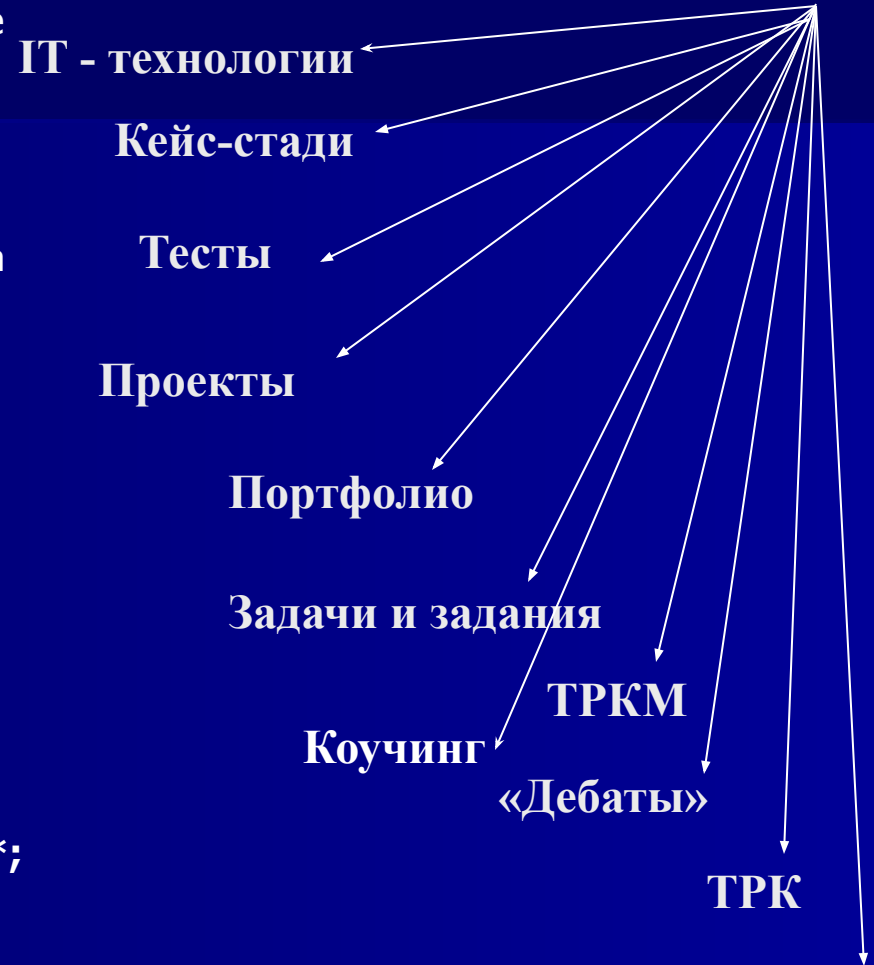 IT - технологии
Кейс-стади
Тесты
Проекты
Портфолио
Задачи и задания
ТРКМ
Коучинг
«Дебаты»
*;
ТРК